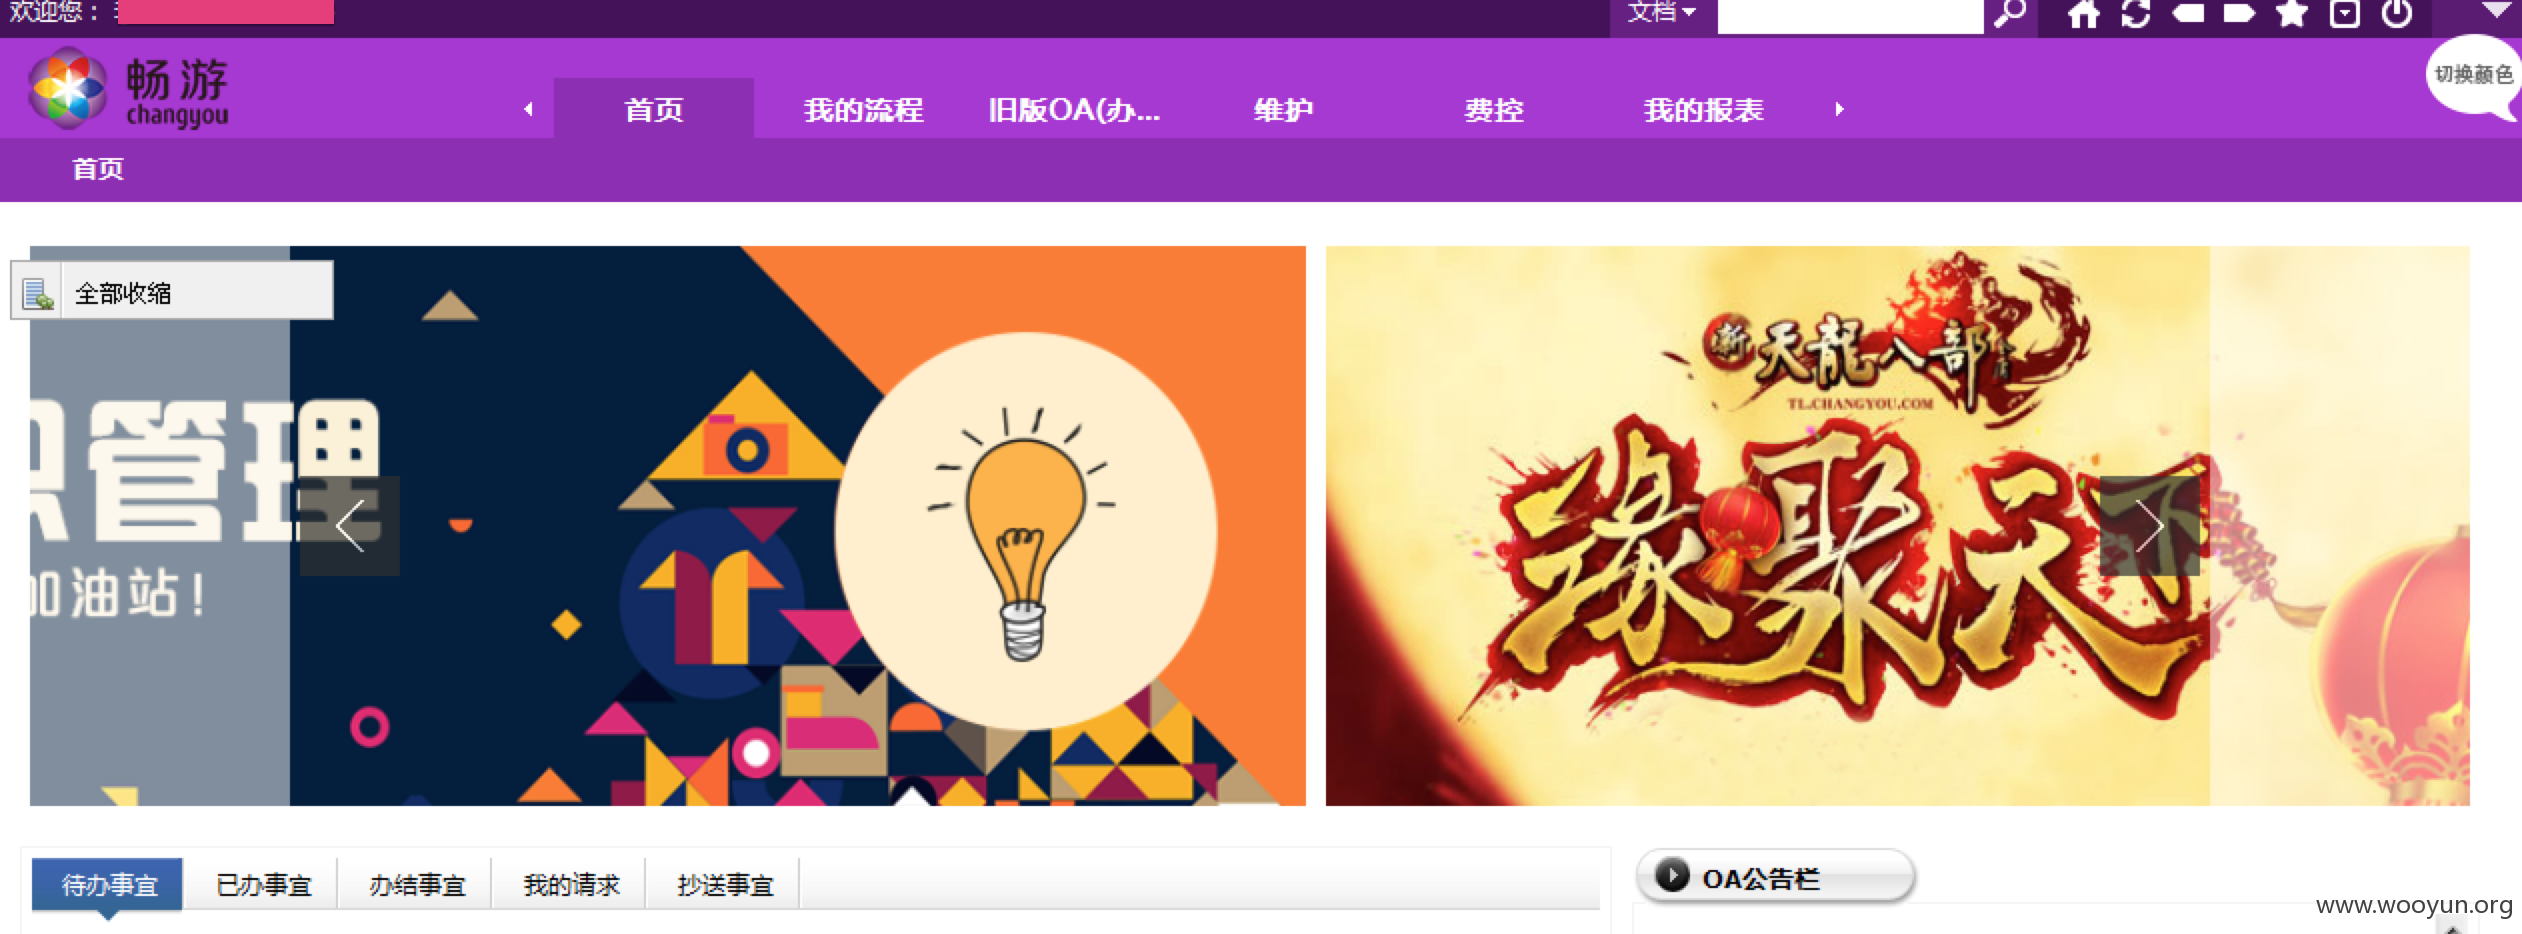 欢迎您：
文档
畅游
changyou
切换颜色
首页
我的流程
旧版OA(办...
维护
费控
我的报表
首页
全部收缩
管理
加油站！
新天龍八部
TL.CHANGYOU.COM
缘聚天下
待办事宜
已办事宜
办结事宜
我的请求
抄送事宜
OA公告栏
www.wooyun.org